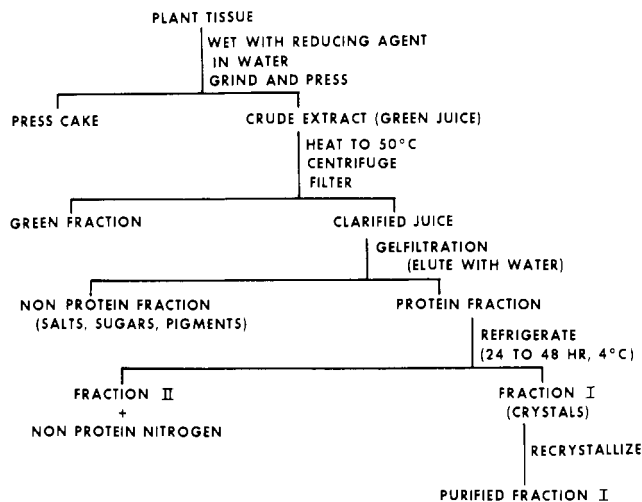 PLANT TISSUE
WET WITH REDUCING AGENT
IN WATER
GRIND AND PRESS
PRESS CAKE
CRUDE EXTRACT (GREEN JUICE)
HEAT TO 50°C
CENTRIFUGE
FILTER
GREEN FRACTION
CLARIFIED JUICE
GELFILTRATION
(ELUTE WITH WATER)
NON PROTEIN FRACTION
(SALTS, SUGARS, PIGMENTS)
PROTEIN FRACTION
REFRIGERATE
(24 TO 48 HR, 4°C)
FRACTION II
+
NON PROTEIN NITROGEN
FRACTION I
(CRYSTALS)
RECRYSTALLIZE
PURIFIED FRACTION I